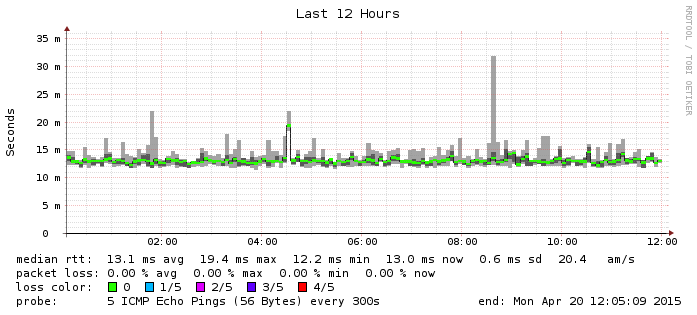 Last 12 Hours
RRDTOOL / TOBI OETIKER
Seconds
35 m
30 m
25 m
20 m
15 m
10 m
5 m
0
02:00 04:00 06:00 08:00 10:00 12:00
median rtt: 13.1 ms avg 19.4 ms max 12.2 ms min 13.0 ms now 0.6 ms sd 20.4 am/s
packet loss: 0.00 % avg 0.00 % max 0.00 % min 0.00 % now
loss color: 0 1/5 2/5 3/5 4/5
probe: 5 ICMP Echo Pings (56 Bytes) every 300s end: Mon Apr 20 12:05:09 2015